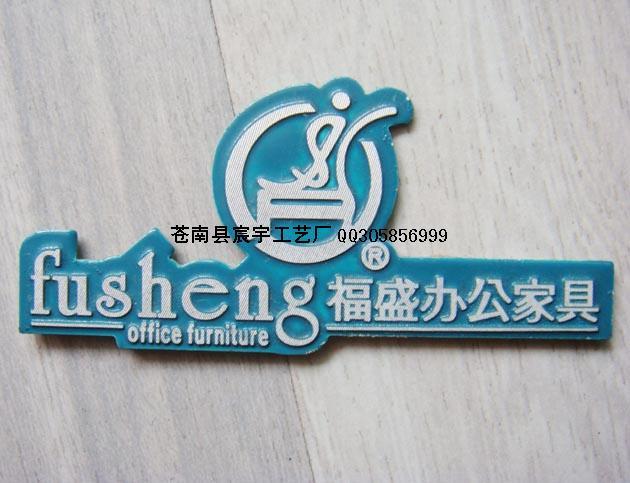 苍南县宸宇工艺厂 QQ305856999
®
fusheng 福盛办公家具
office furniture